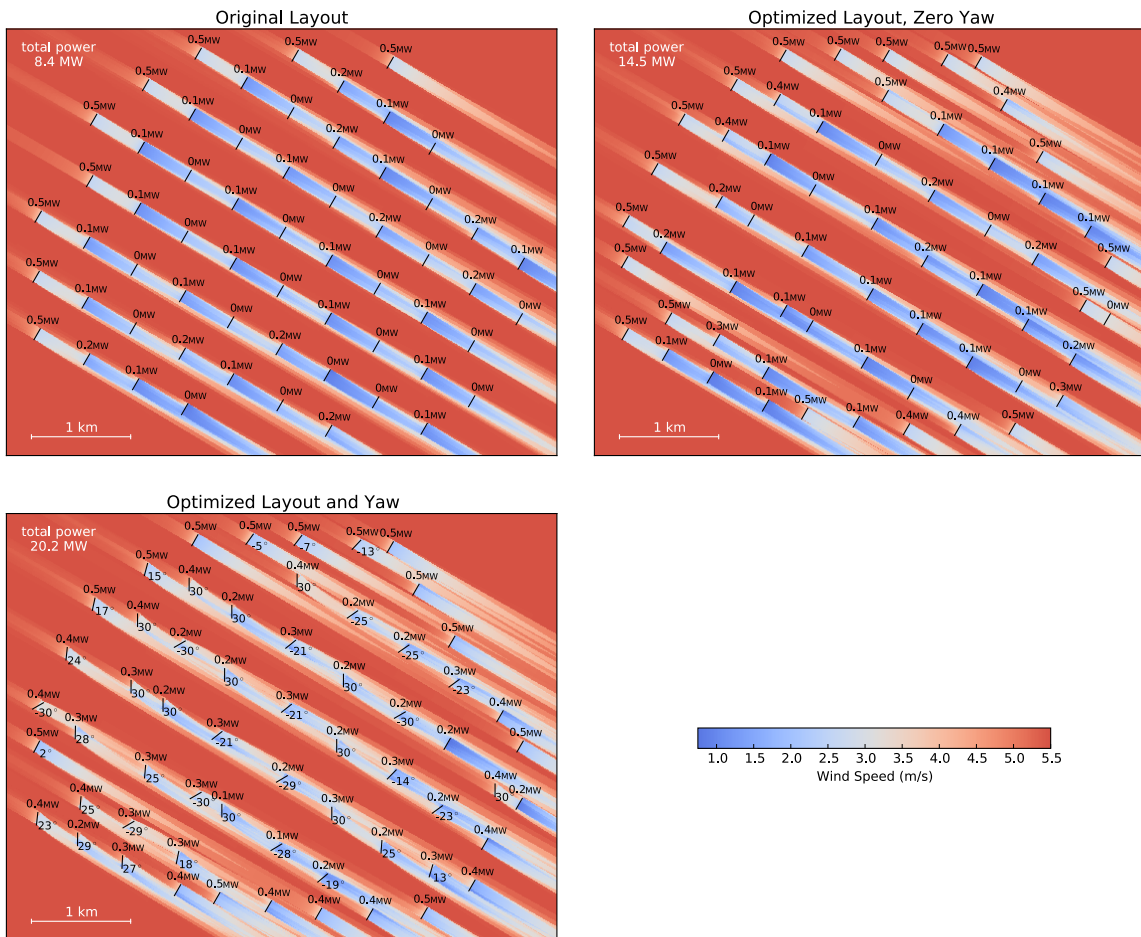 Original Layout
total power
8.4 MW
0.5MW
0.5MW
0.5MW
0.5MW
0.1MW
0.2MW
0.5MW
0.1MW
0MW
0.1MW
0.1MW
0MW
0.2MW
0MW
0.5MW
0.1MW
0.1MW
0.1MW
0.1MW
0.1MW
0MW
0MW
0.5MW
0MW
0MW
0.2MW
0.2MW
0.1MW
0MW
0.1MW
0.1MW
0MW
0.1MW
0.5MW
0.1MW
0MW
0MW
0.2MW
0.1MW
0MW
0.1MW
0.1MW
0MW
0.5MW
0MW
0.2MW
0.2MW
0MW
0.2MW
0.1MW
0MW
0.1MW
0.1MW
0MW
0MW
0MW
0.2MW
0.1MW
1 km
Optimized Layout, Zero Yaw
total power
14.5 MW
0.5MW
0.5MW
0.5MW
0.5MW
0.5MW
0.5MW
0.4MW
0.5MW
0.4MW
0.5MW
0.1MW
0.1MW
0.4MW
0.5MW
0.1MW
0MW
0.1MW
0.5MW
0MW
0.2MW
0.1MW
0.2MW
0MW
0.1MW
0MW
0.1MW
0.5MW
0.2MW
0.1MW
0.2MW
0.2MW
0.5MW
0.5MW
0.1MW
0.1MW
0.1MW
0.5MW
0MW
0.5MW
0.1MW
0MW
0MW
0.1MW
0.1MW
0.5MW
0.3MW
0.2MW
0.1MW
0MW
0.1MW
0.1MW
0MW
0MW
0.3MW
0.1MW
0.5MW
0.1MW
0.4MW
0.4MW
0.5MW
1 km
Optimized Layout and Yaw
total power
20.2 MW
0.5MW
0.5MW
-5°
0.5MW
-7°
0.5MW
-13°
0.5MW
0.5MW
15°
0.4MW
30°
0.4MW
30°
0.5MW
0.5MW
17°
0.4MW
30°
0.2MW
30°
0.2MW
-25°
0.2MW
-25°
0.5MW
0.4MW
24°
0.2MW
-30°
0.3MW
-21°
0.3MW
30°
0.2MW
30°
0.2MW
30°
0.3MW
-23°
0.4MW
-30°
0.2MW
30°
0.3MW
-21°
0.2MW
-30°
0.4MW
0.3MW
28°
0.3MW
-21°
0.2MW
30°
0.2MW
0.5MW
0.5MW
2°
0.3MW
25°
0.2MW
-29°
0.3MW
-14°
0.4MW
30°
0.4MW
25°
0.3MW
-30°
0.1MW
30°
0.3MW
30°
0.2MW
-23°
0.2MW
0.4MW
23°
0.2MW
29°
0.3MW
-29°
0.1MW
-28°
0.2MW
25°
0.4MW
0.3MW
27°
0.3MW
18°
0.2MW
-19°
0.3MW
13°
0.4MW
0.4MW
0.5MW
0.4MW
0.4MW
0.4MW
0.5MW
1 km
1.0 1.5 2.0 2.5 3.0 3.5 4.0 4.5 5.0 5.5
Wind Speed (m/s)